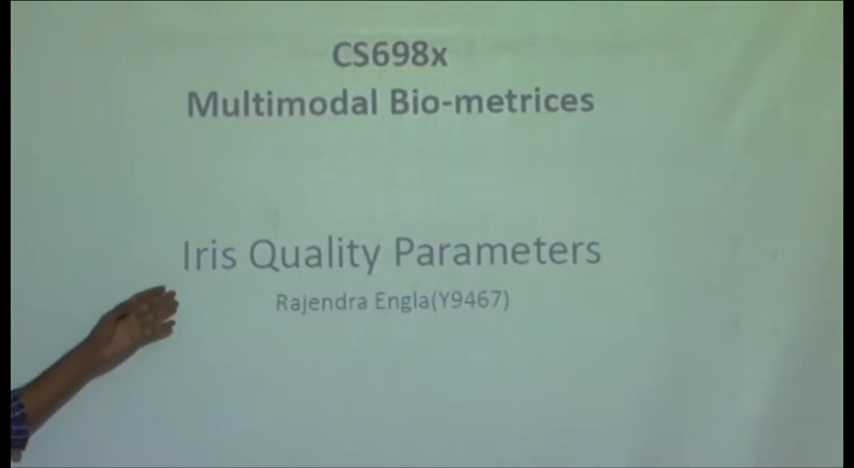 CS698x
Multimodal Bio-metrices
Iris Quality Parameters
Rajendra Engla(Y9467)